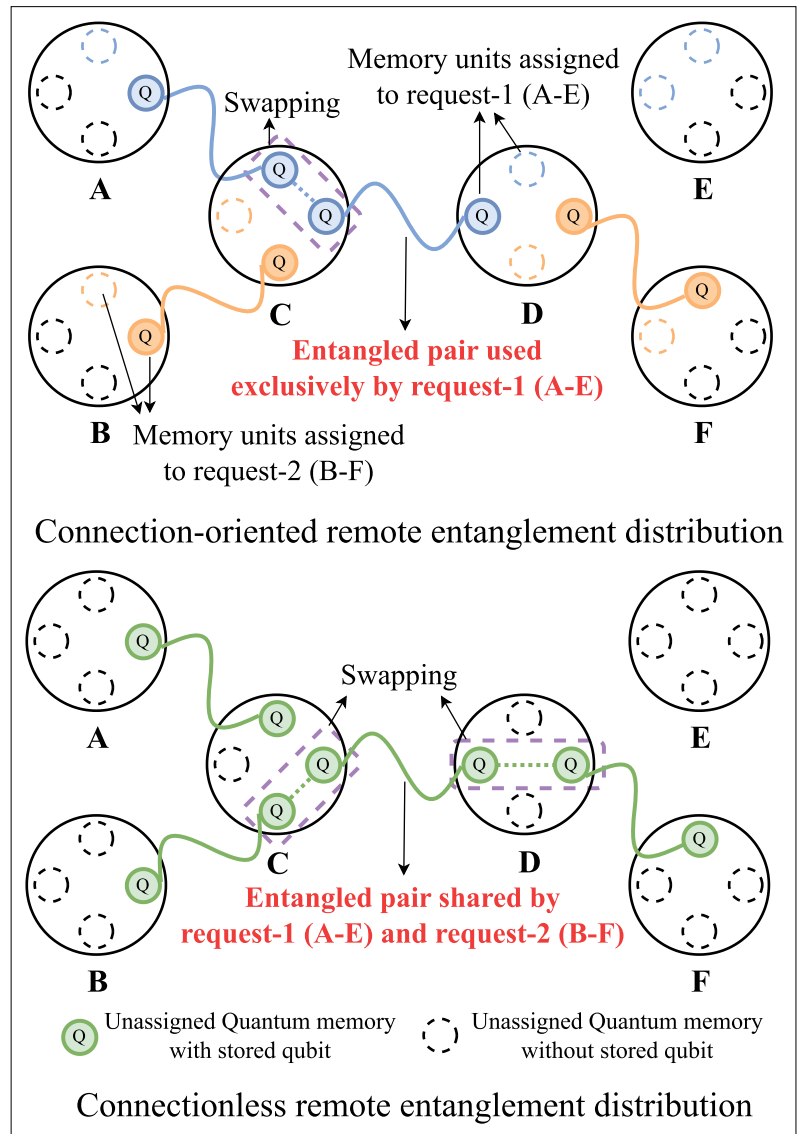 Memory units assigned
to request-1 (A-E)
Swapping
Q
Q
Q
Q
Q
A
E
Q
C
D
Q
Q
Q
Entangled pair used
exclusively by request-1 (A-E)
B
F
Memory units assigned
to request-2 (B-F)
Connection-oriented remote entanglement distribution
Q
Swapping
A
E
Q
Q
Q
Q
Q
Q
C
D
Q
Entangled pair shared by
request-1 (A-E) and request-2 (B-F)
B
F
Q
Unassigned Quantum memory
with stored qubit
Unassigned Quantum memory
without stored qubit
Connectionless remote entanglement distribution